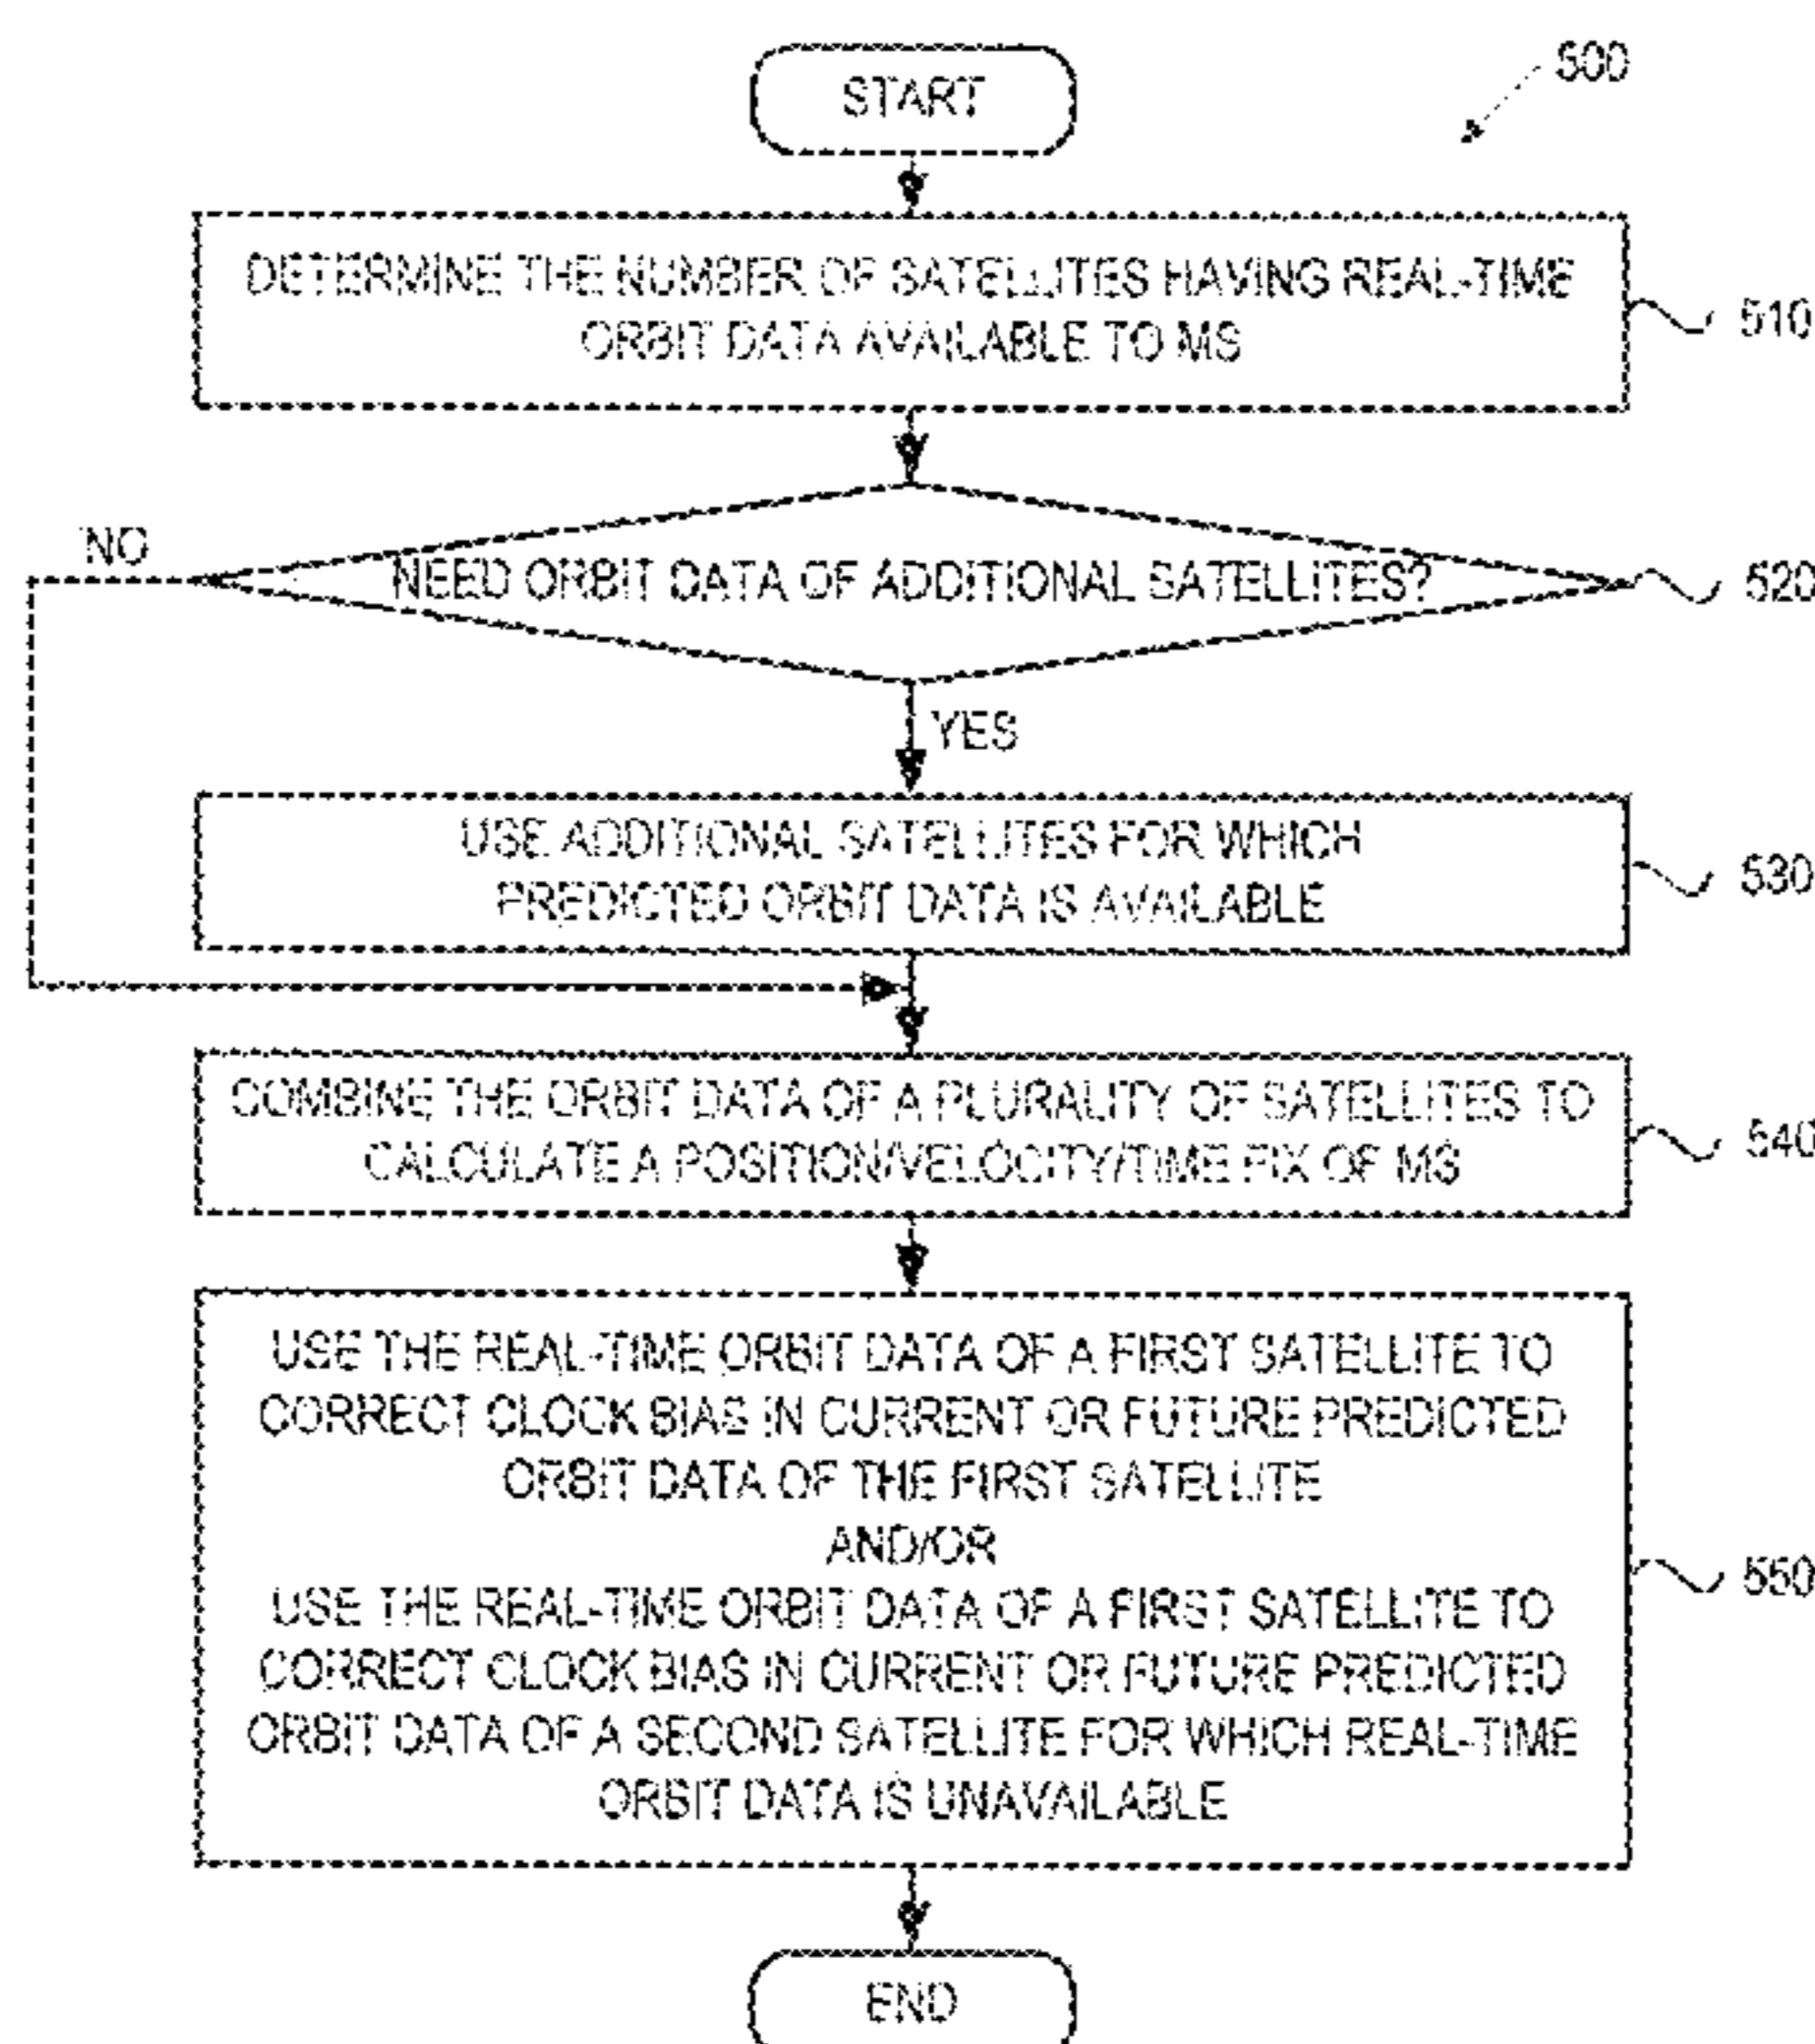 START
500
DETERMINE THE NUMBER OF SATELLITES HAVING REAL-TIME
ORBIT DATA AVAILABLE TO MS
510
NO
NEED ORBIT DATA OF ADDITIONAL SATELLITES?
520
YES
USE ADDITIONAL SATELLITES FOR WHICH
PREDICTED ORBIT DATA IS AVAILABLE
530
COMBINE THE ORBIT DATA OF A PLURALITY OF SATELLITES TO
CALCULATE A POSITION/VELOCITY/TIME FIX OF MS
540
USE THE REAL-TIME ORBIT DATA OF A FIRST SATELLITE TO
CORRECT CLOCK BIAS IN CURRENT OR FUTURE PREDICTED
ORBIT DATA OF THE FIRST SATELLITE
AND/OR
USE THE REAL-TIME ORBIT DATA OF A FIRST SATELLITE TO
CORRECT CLOCK BIAS IN CURRENT OR FUTURE PREDICTED
ORBIT DATA OF A SECOND SATELLITE FOR WHICH REAL-TIME
ORBIT DATA IS UNAVAILABLE
550
END